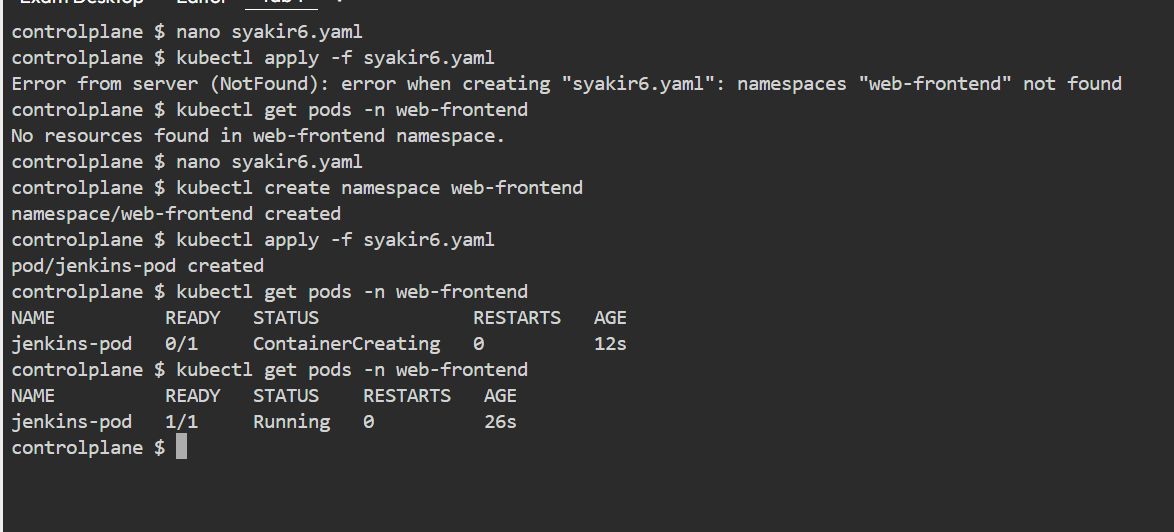 Exam Desktop Editor Tab 1
controlplane $ nano syakir6.yaml
controlplane $ kubectl apply -f syakir6.yaml
Error from server (NotFound): error when creating "syakir6.yaml": namespaces "web-frontend" not found
controlplane $ kubectl get pods -n web-frontend
No resources found in web-frontend namespace.
controlplane $ nano syakir6.yaml
controlplane $ kubectl create namespace web-frontend
namespace/web-frontend created
controlplane $ kubectl apply -f syakir6.yaml
pod/jenkins-pod created
controlplane $ kubectl get pods -n web-frontend
NAME READY STATUS RESTARTS AGE
jenkins-pod 0/1 ContainerCreating 0 12s
controlplane $ kubectl get pods -n web-frontend
NAME READY STATUS RESTARTS AGE
jenkins-pod 1/1 Running 0 26s
controlplane $